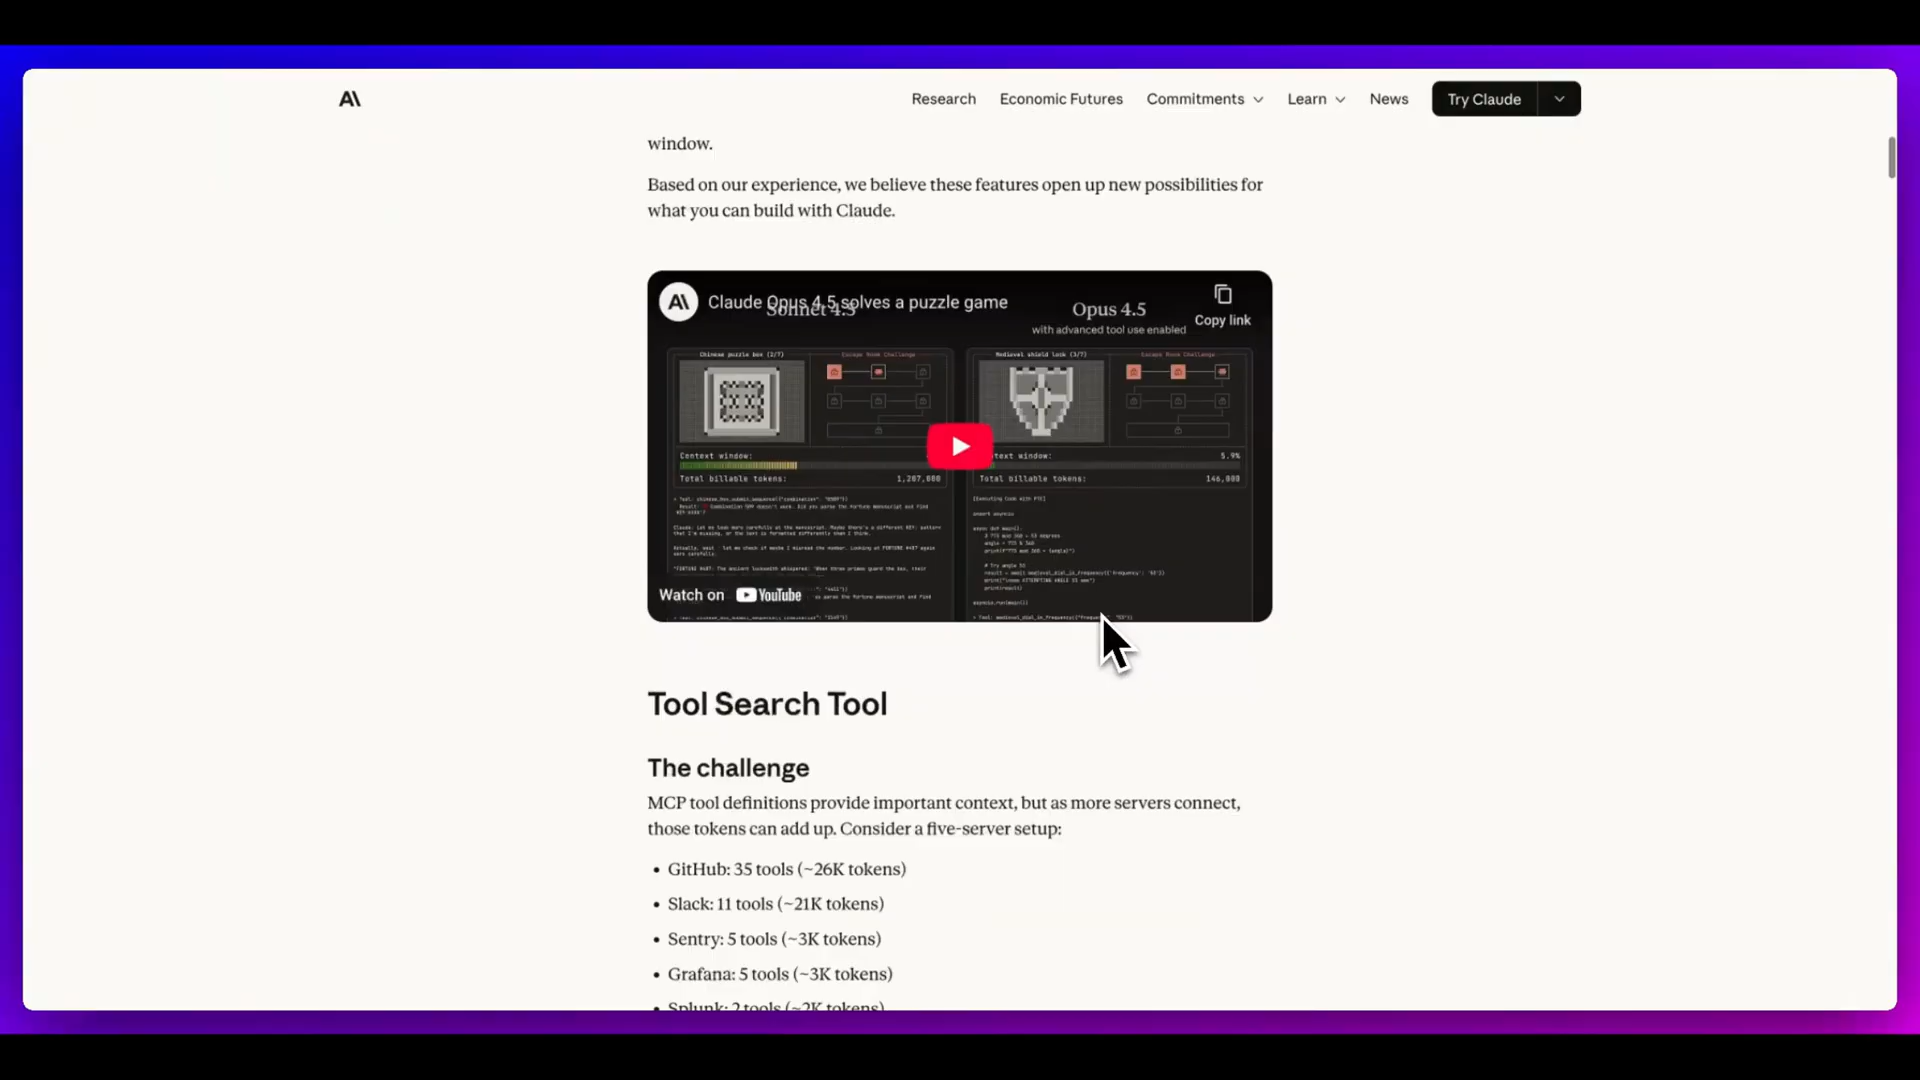 Research Economic Futures Commitments Learn News Try Claude
window.
Based on our experience, we believe these features open up new possibilities for
what you can build with Claude.
Claude Opus 4.5 solves a puzzle game
Sonnet 4.5
Opus 4.5
with advanced tool use enabled
Copy link
Chinese puzzle box (2/7)
Escape Room Challenge
Medieval shield lock (3/7)
Escape Room Challenge
Context window:
5.9%
Total billable tokens: 1,207,000
Total billable tokens: 146,000
[Executing Code with PTC]
import asyncio
Watch on YouTube
Tool Search Tool
The challenge
MCP tool definitions provide important context, but as more servers connect,
those tokens can add up. Consider a five-server setup:
• GitHub: 35 tools (~26K tokens)
• Slack: 11 tools (~21K tokens)
• Sentry: 5 tools (~3K tokens)
• Grafana: 5 tools (~3K tokens)
• Splunk: 2 tools (~2K tokens)